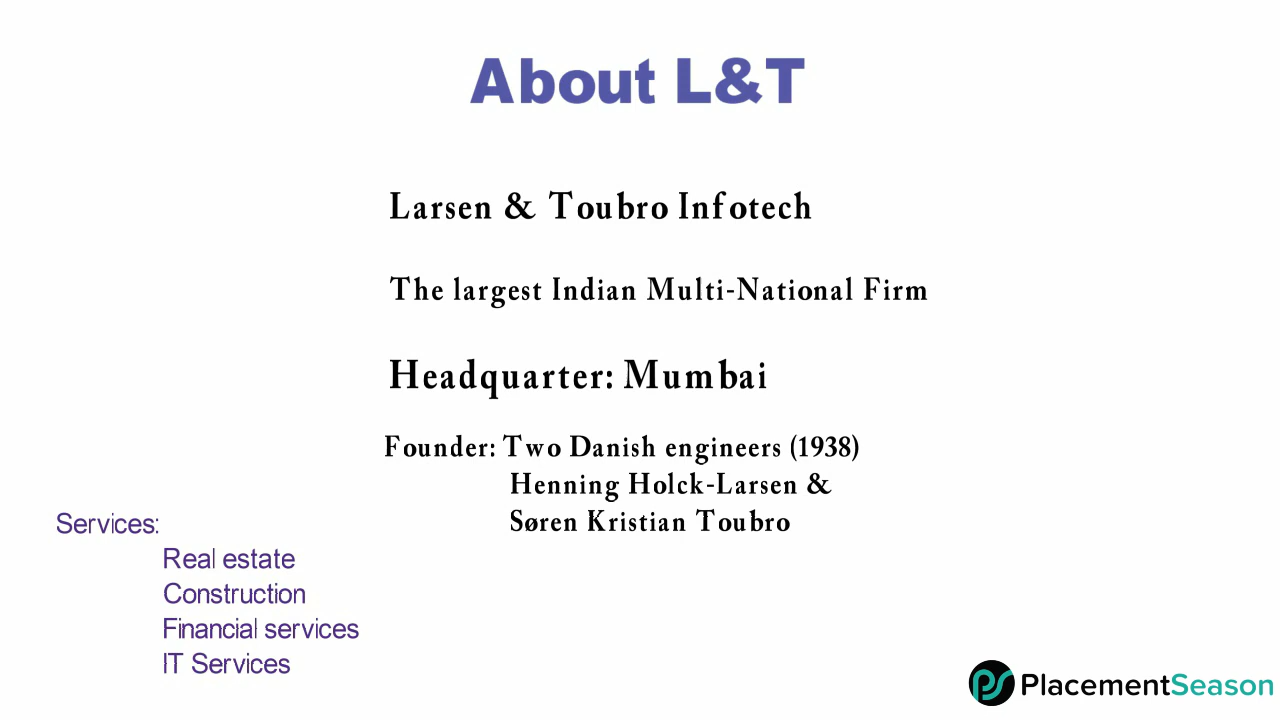 About L&T
Larsen & Toubro Infotech
The largest Indian Multi-National Firm
Headquarter: Mumbai
Founder: Two Danish engineers (1938)
Henning Holck-Larsen &
Søren Kristian Toubro
Services:
Real estate
Construction
Financial services
IT Services
PlacementSeason